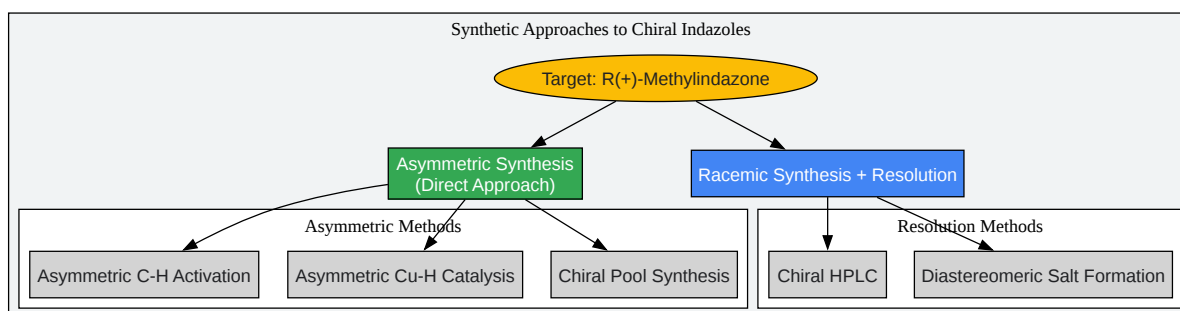 Synthetic Approaches to Chiral Indazoles
Target: R(+)-Methylindazone
Asymmetric Synthesis
(Direct Approach)
Racemic Synthesis + Resolution
Asymmetric Methods
Resolution Methods
Asymmetric C-H Activation
Asymmetric Cu-H Catalysis
Chiral Pool Synthesis
Chiral HPLC
Diastereomeric Salt Formation